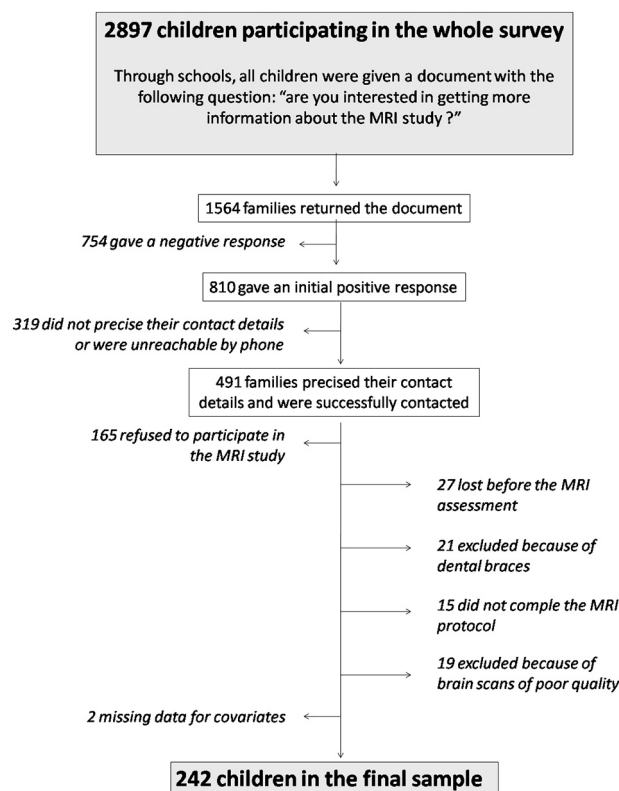 2897 children participating in the whole survey
Through schools, all children were given a document with the
following question: “are you interested in getting more
information about the MRI study ?”
1564 families returned the document
754 gave a negative response
810 gave an initial positive response
319 did not precise their contact details
or were unreachable by phone
491 families precised their contact
details and were successfully contacted
165 refused to participate in
the MRI study
27 lost before the MRI
assessment
21 excluded because of
dental braces
15 did not comple the MRI
protocol
19 excluded because of
brain scans of poor quality
2 missing data for covariates
242 children in the final sample